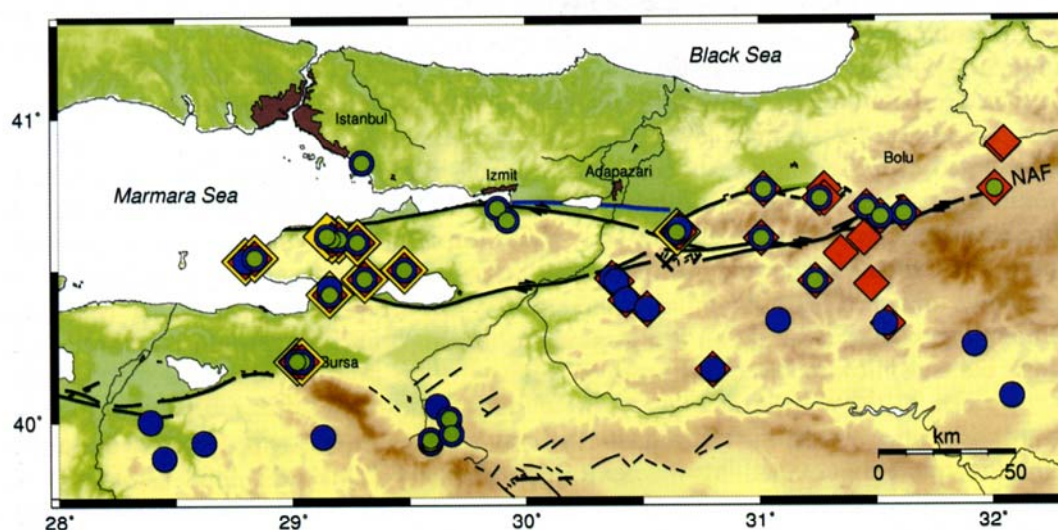 Black Sea
41°
Istanbul
Bolu
Adapazari
Izmit
NAF
Marmara Sea
Bursa
40°
km
0 50
28° 29° 30° 31° 32°